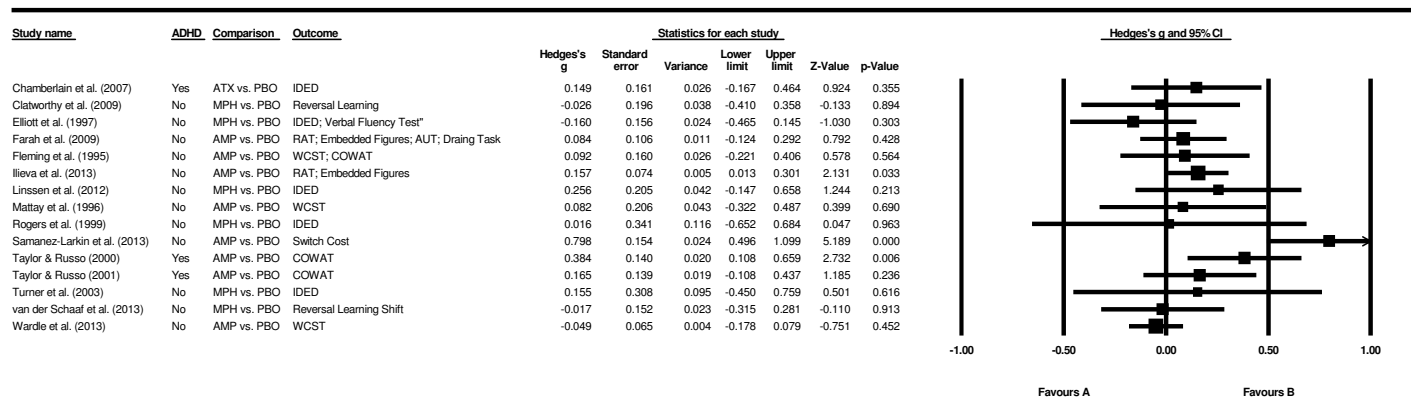 Study name ADHD Comparison Outcome Statistics for each study Hedges's g and 95% CI
Hedges's g Standard error Variance Lower limit Upper limit Z-Value p-Value
Chamberlain et al. (2007) Yes ATX vs. PBO IDED 0.149 0.161 0.026 -0.167 0.464 0.924 0.355
Clatworthy et al. (2009) No MPH vs. PBO Reversal Learning -0.026 0.196 0.038 -0.410 0.358 -0.133 0.894
Elliott et al. (1997) No MPH vs. PBO IDED; Verbal Fluency Test" -0.160 0.156 0.024 -0.465 0.145 -1.030 0.303
Farah et al. (2009) No AMP vs. PBO RAT; Embedded Figures; AUT; Draing Task 0.084 0.106 0.011 -0.124 0.292 0.792 0.428
Fleming et al. (1995) No AMP vs. PBO WCST; COWAT 0.092 0.160 0.026 -0.221 0.406 0.578 0.564
Ilieva et al. (2013) No AMP vs. PBO RAT; Embedded Figures 0.157 0.074 0.005 0.013 0.301 2.131 0.033
Linssen et al. (2012) No MPH vs. PBO IDED 0.256 0.205 0.042 -0.147 0.658 1.244 0.213
Mattay et al. (1996) No AMP vs. PBO WCST 0.082 0.206 0.043 -0.322 0.487 0.399 0.690
Rogers et al. (1999) No MPH vs. PBO IDED 0.016 0.341 0.116 -0.652 0.684 0.047 0.963
Samanez-Larkin et al. (2013) No AMP vs. PBO Switch Cost 0.798 0.154 0.024 0.496 1.099 5.189 0.000
Taylor & Russo (2000) Yes AMP vs. PBO COWAT 0.384 0.140 0.020 0.108 0.659 2.732 0.006
Taylor & Russo (2001) Yes AMP vs. PBO COWAT 0.165 0.139 0.019 -0.108 0.437 1.185 0.236
Turner et al. (2003) No MPH vs. PBO IDED 0.155 0.308 0.095 -0.450 0.759 0.501 0.616
van der Schaaf et al. (2013) No MPH vs. PBO Reversal Learning Shift -0.017 0.152 0.023 -0.315 0.281 -0.110 0.913
Wardle et al. (2013) No AMP vs. PBO WCST -0.049 0.065 0.004 -0.178 0.079 -0.751 0.452
-1.00 -0.50 0.00 0.50 1.00
Favours A Favours B